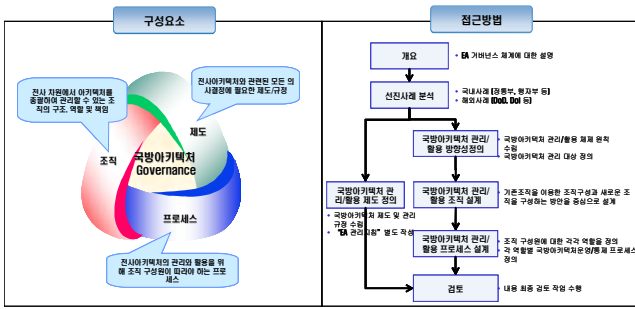 구성요소
전사 차원에서 아키텍처를
총괄하여 관리할 수 있는 조
직의 구조, 역할 및 책임
전사아키텍처와 관련된 모든 의
사결정에 필요한 제도/규정
조직
제도
국방아키텍처
Governance
프로세스
전사아키텍처의 관리와 활용을 위
해 조직 구성원이 따라야 하는 프로
세스
접근방법
개요
• EA 거버넌스 체계에 대한 설명
선진사례 분석
• 국내사례 (정통부, 행자부 등)
• 해외사례 (DoD, DoI 등)
국방아키텍처 관리/
활용 방향성정의
• 국방아키텍처 관리/활용 체제 원칙
수립
• 국방아키텍처 관리 대상 정의
국방아키텍처 관
리/활용 제도 정의
• 국방아키텍처 제도 및 관리
규정 수립
• "EA 관리지침" 별도 작성
국방아키텍처 관리/
활용 조직 설계
• 기존조직을 이용한 조직구성과 새로운 조
직을 구성하는 방안을 중심으로 설계
국방아키텍처 관리/
활용 프로세스 설계
• 조직 구성원에 대한 각각 역할을 정의
• 각 역할별 국방아키텍처운영/통제 프로세스
정의
검토
• 내용 최종 검토 작업 수행